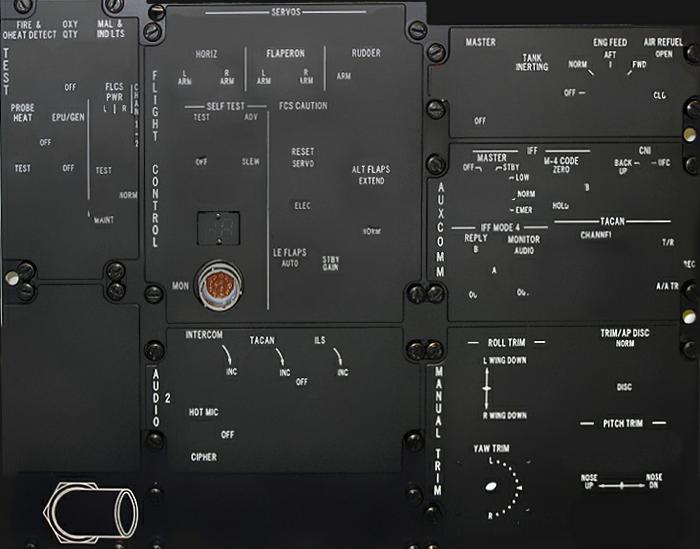 FIRE & OHEAT DETECT
OXY QTY
MAL & IND LTS
TEST
OFF
FLCS PWR
L R
PROBE HEAT
EPU/GEN
OFF
TEST
OFF
TEST
NORM
MAINT
SERVOS
FLIGHT CONTROL
HORIZ
FLAPERON
RUDDER
L ARM
R ARM
L ARM
R ARM
ARM
SELF TEST
FCS CAUTION
TEST
ADV
OFF
SLEW
RESET
SERVO
ALT FLAPS
EXTEND
ELEC
NORM
LE FLAPS
AUTO
STBY GAIN
MON
MASTER
TANK INERTING
ENG FEED
AIR REFUEL
NORM
AFT
FWD
OPEN
OFF
OFF
AUX COMM
IFF
CNI
MASTER
M-4 CODE
OFF
STBY
ZERO
BACK UP
UFC
LOW
B
NORM
HOLD
EMER
IFF MODE 4
TACAN
REPLY
MONITOR
CHANNEL
B
AUDIO
T/R
A
REC
A/A TR
AUDIO 2
INTERCOM
TACAN
ILS
INC
INC
INC
OFF
HOT MIC
OFF
CIPHER
MANUAL TRIM
ROLL TRIM
TRIM/AP DISC
NORM
L WING DOWN
DISC
R WING DOWN
PITCH TRIM
YAW TRIM
L
R
NOSE UP
NOSE DN